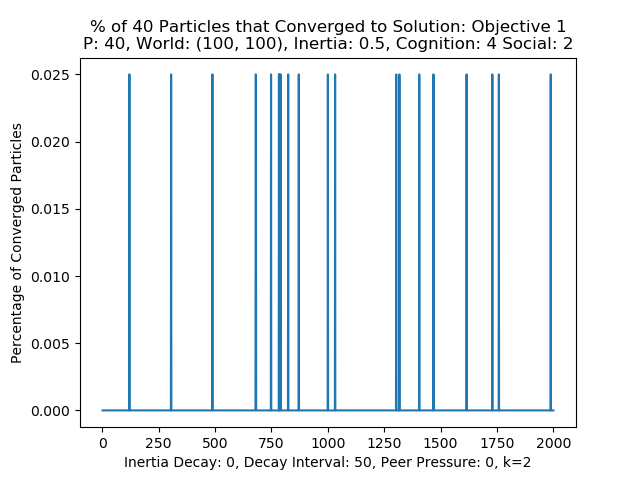 % of 40 Particles that Converged to Solution: Objective 1
P: 40, World: (100, 100), Inertia: 0.5, Cognition: 4 Social: 2
Percentage of Converged Particles
0.025
0.020
0.015
0.010
0.005
0.000
0 250 500 750 1000 1250 1500 1750 2000
Inertia Decay: 0, Decay Interval: 50, Peer Pressure: 0, k=2